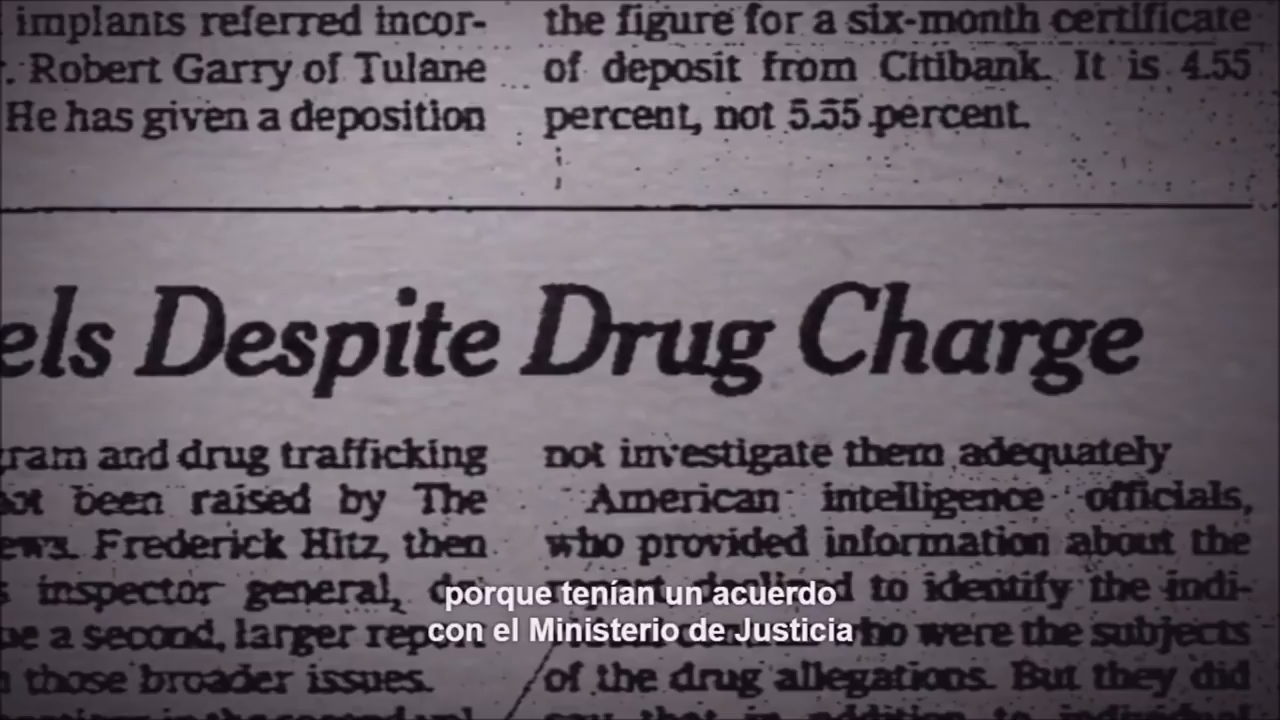 implants referred incor-
. Robert Garry of Tulane
He has given a deposition
the figure for a six-month certificate
of deposit from Citibank. It is 4.55
percent, not 5.55 percent.
els Despite Drug Charge
ram and drug trafficking
ot been raised by The
ews. Frederick Hitz, then
s inspector general,
e a second, larger
those broader issues.
not investigate them adequately
American intelligence officials,
who provided information about the
to identify the indi-
who were the subjects
of the drug allegations. But they did
porque tenían un acuerdo
con el Ministerio de Justicia